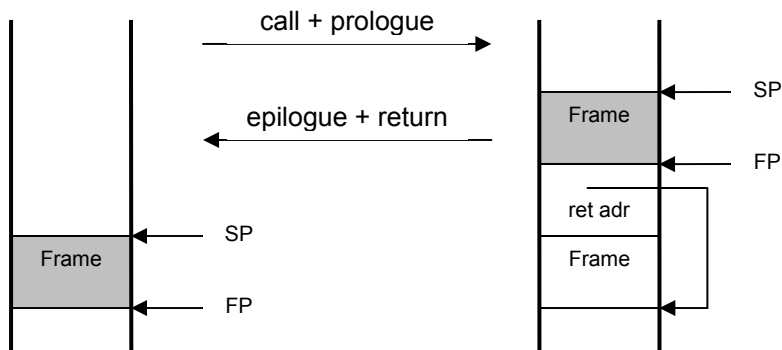 call + prologue
SP
Frame
epilogue + return
FP
ret adr
SP
Frame
Frame
FP